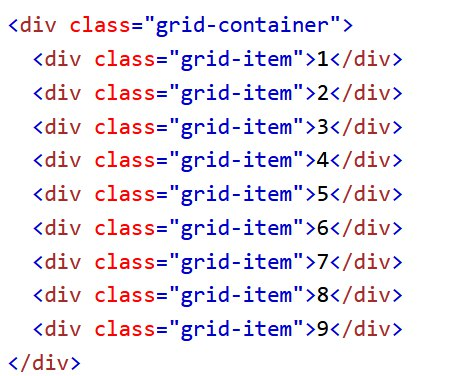 <div class="grid-container">
  <div class="grid-item">1</div>
  <div class="grid-item">2</div>
  <div class="grid-item">3</div>
  <div class="grid-item">4</div>
  <div class="grid-item">5</div>
  <div class="grid-item">6</div>
  <div class="grid-item">7</div>
  <div class="grid-item">8</div>
  <div class="grid-item">9</div>
</div>